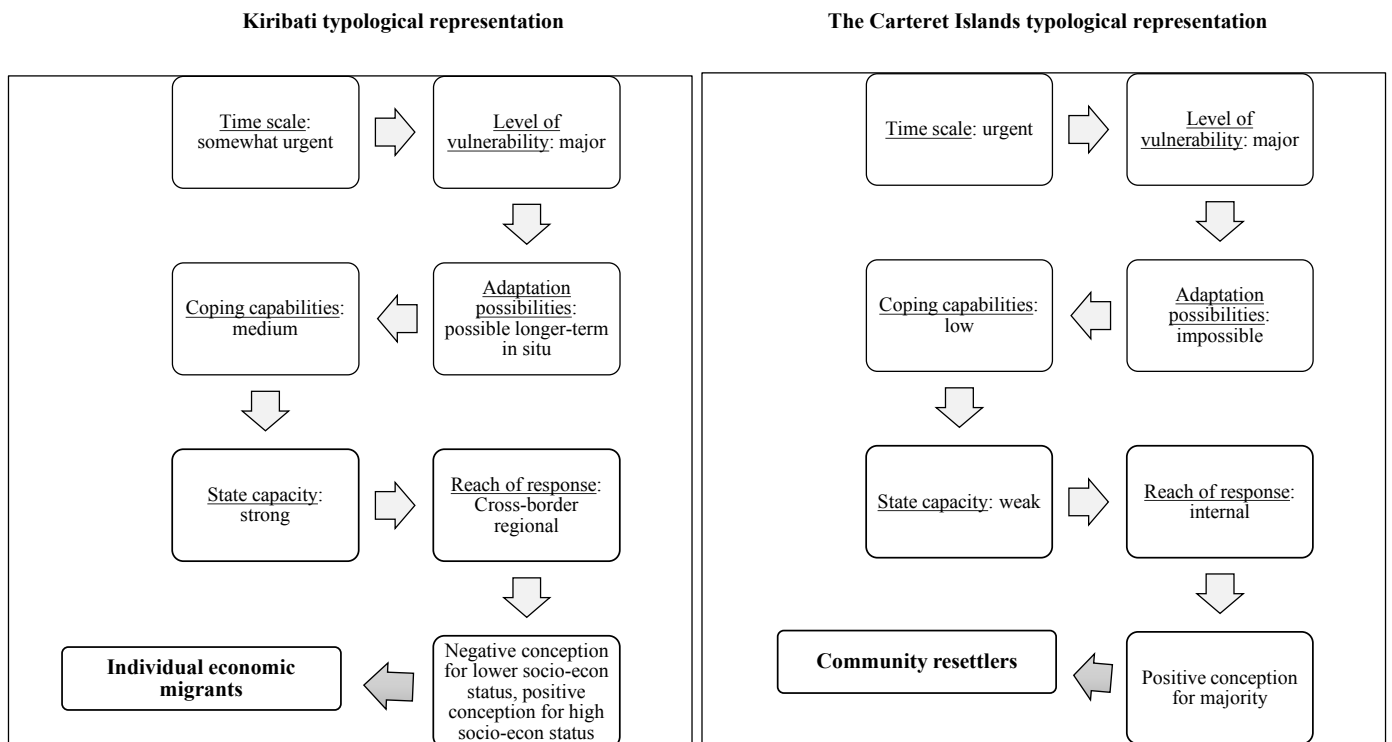 Kiribati typological representation
Time scale:
somewhat urgent
Level of
vulnerability: major
Adaptation
possibilities:
possible longer-term
in situ
Coping capabilities:
medium
State capacity:
strong
Reach of response:
Cross-border
regional
Negative conception
for lower socio-econ
status, positive
conception for high
socio-econ status
Individual economic
migrants
The Carteret Islands typological representation
Time scale: urgent
Level of
vulnerability: major
Adaptation
possibilities:
impossible
Coping capabilities:
low
State capacity: weak
Reach of response:
internal
Positive conception
for majority
Community resettlers